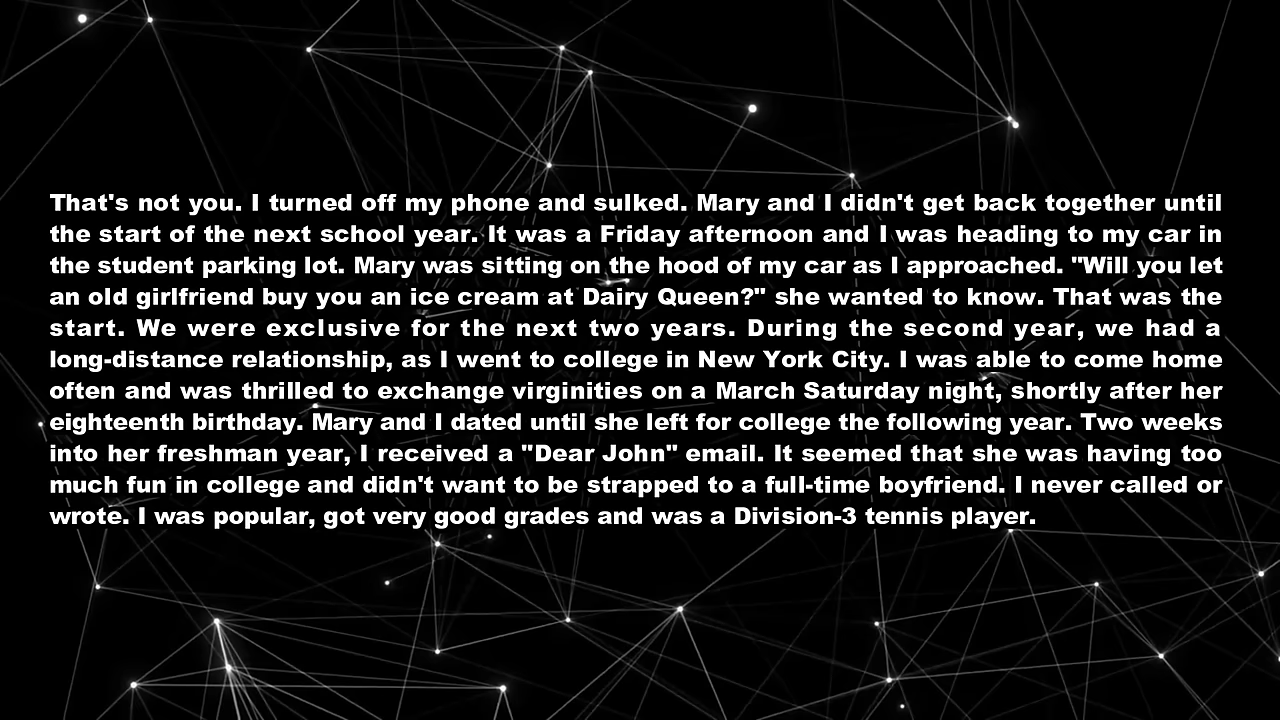 That's not you. I turned off my phone and sulked. Mary and I didn't get back together until
the start of the next school year. It was a Friday afternoon and I was heading to my car in
the student parking lot. Mary was sitting on the hood of my car as I approached. "Will you let
an old girlfriend buy you an ice cream at Dairy Queen?" she wanted to know. That was the
start. We were exclusive for the next two years. During the second year, we had a
long-distance relationship, as I went to college in New York City. I was able to come home
often and was thrilled to exchange virginities on a March Saturday night, shortly after her
eighteenth birthday. Mary and I dated until she left for college the following year. Two weeks
into her freshman year, I received a "Dear John" email. It seemed that she was having too
much fun in college and didn't want to be strapped to a full-time boyfriend. I never called or
wrote. I was popular, got very good grades and was a Division-3 tennis player.